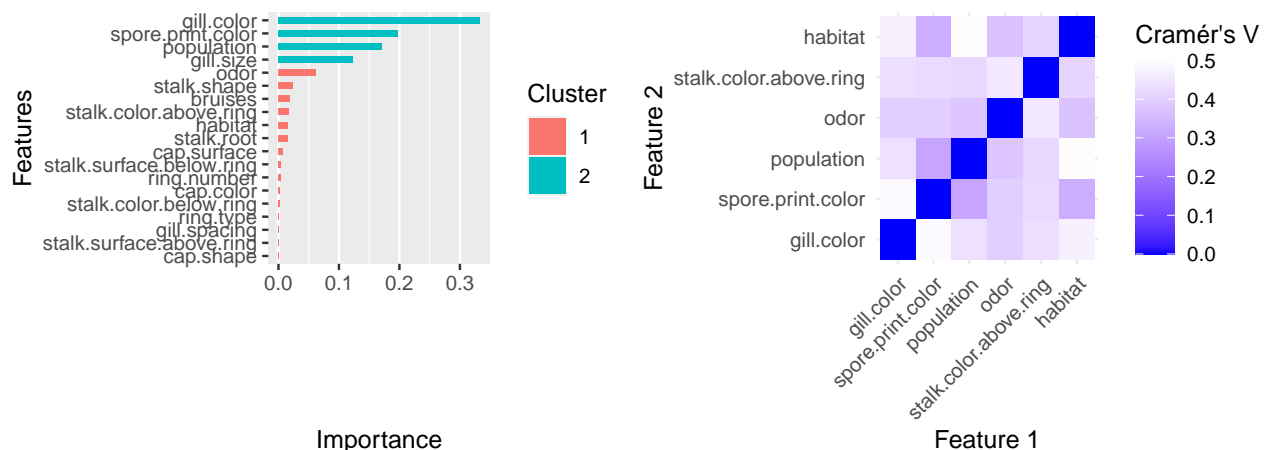 Features
gill.color
spore.print.color
population
gill.size
odor
stalk.shape
bruises
stalk.color.above.ring
habitat
stalk.root
cap.surface
stalk.surface.below.ring
ring.number
cap.color
stalk.color.below.ring
ring.type
gill.spacing
stalk.surface.above.ring
cap.shape
0.0 0.1 0.2 0.3
Importance
Cluster
1
2
Feature 2
habitat
stalk.color.above.ring
odor
population
spore.print.color
gill.color
gill.color
spore.print.color
population
odor
stalk.color.above.ring
habitat
Feature 1
Cramér's V
0.5
0.4
0.3
0.2
0.1
0.0